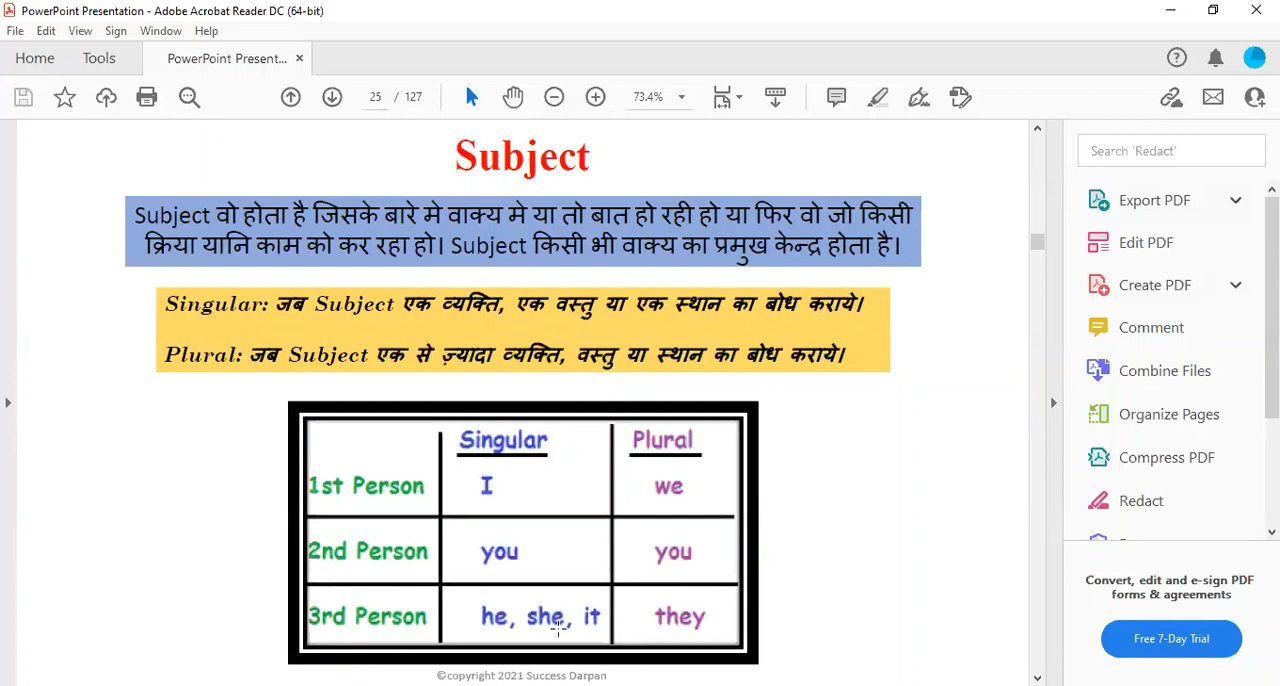 PowerPoint Presentation - Adobe Acrobat Reader DC (64-bit)
File Edit View Sign Window Help
Home Tools PowerPoint Present... ×
25 / 127 73.4%
Subject
Subject वो होता है जिसके बारे मे वाक्य मे या तो बात हो रही हो या फिर वो जो किसी
क्रिया यानि काम को कर रहा हो। Subject किसी भी वाक्य का प्रमुख केन्द्र होता है।
Singular: जब Subject एक व्यक्ति, एक वस्तु या एक स्थान का बोध कराये।
Plural: जब Subject एक से ज़्यादा व्यक्ति, वस्तु या स्थान का बोध कराये।
Singular Plural
1st Person I we
2nd Person you you
3rd Person he, she, it they
©copyright 2021 Success Darpan
Search 'Redact'
Export PDF
Edit PDF
Create PDF
Comment
Combine Files
Organize Pages
Compress PDF
Redact
Convert, edit and e-sign PDF
forms & agreements
Free 7-Day Trial